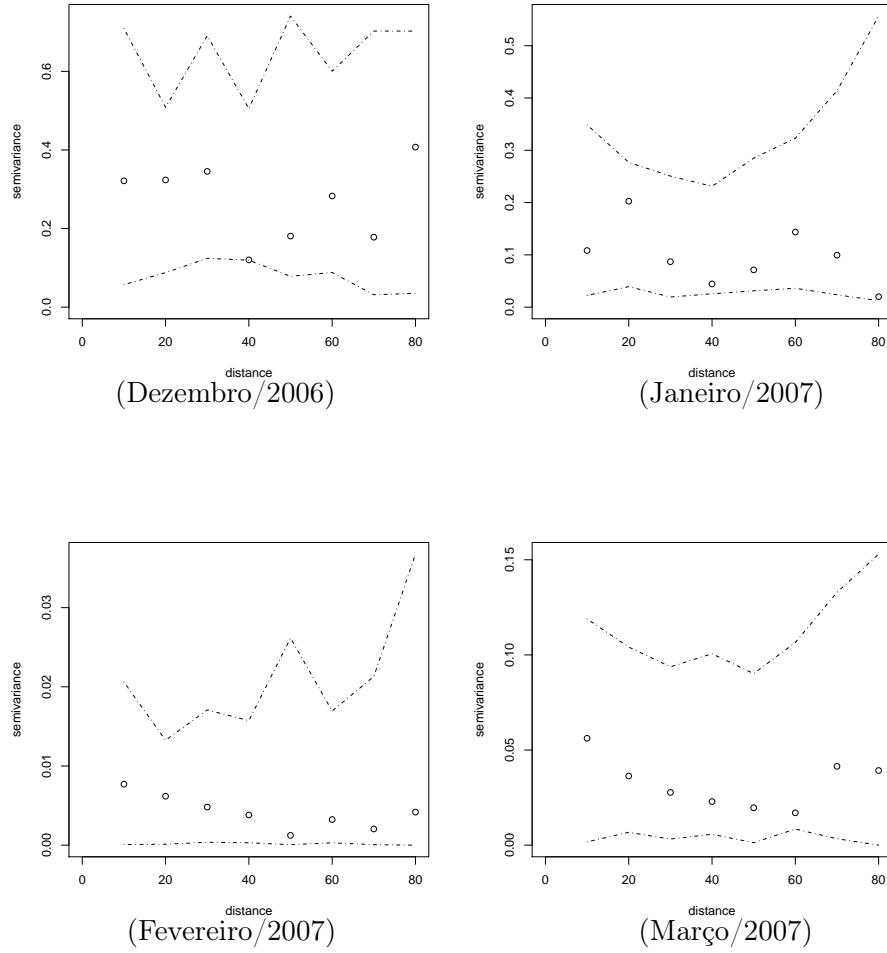 semivariance
0.6
0.4
0.2
0.0
0 20 40 60 80
distance
(Dezembro/2006)
semivariance
0.5
0.4
0.3
0.2
0.1
0.0
0 20 40 60 80
distance
(Janeiro/2007)
semivariance
0.03
0.02
0.01
0.00
0 20 40 60 80
distance
(Fevereiro/2007)
semivariance
0.15
0.10
0.05
0.00
0 20 40 60 80
distance
(Março/2007)